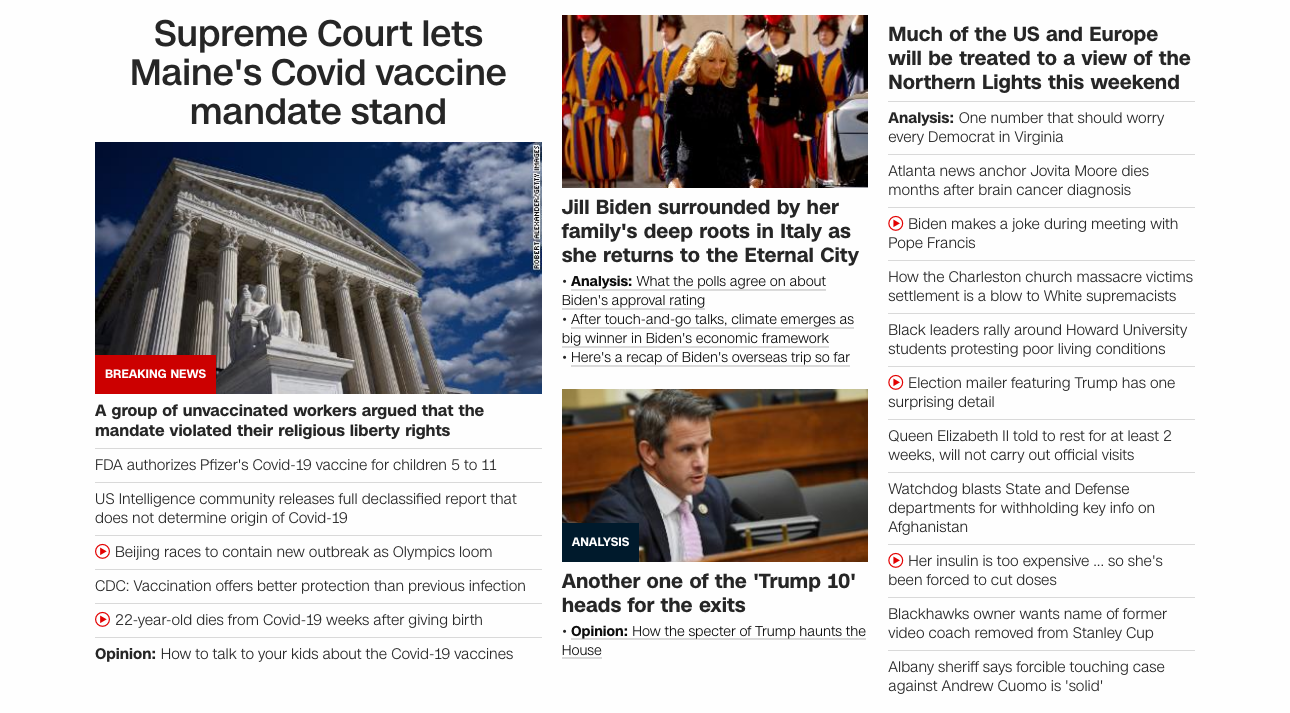 Supreme Court lets
Maine's Covid vaccine
mandate stand
ROBERT ALEXANDER/GETTY IMAGES
BREAKING NEWS
A group of unvaccinated workers argued that the
mandate violated their religious liberty rights
FDA authorizes Pfizer's Covid-19 vaccine for children 5 to 11
US Intelligence community releases full declassified report that
does not determine origin of Covid-19
Beijing races to contain new outbreak as Olympics loom
CDC: Vaccination offers better protection than previous infection
22-year-old dies from Covid-19 weeks after giving birth
Opinion: How to talk to your kids about the Covid-19 vaccines
Jill Biden surrounded by her
family's deep roots in Italy as
she returns to the Eternal City
• Analysis: What the polls agree on about
Biden's approval rating
• After touch-and-go talks, climate emerges as
big winner in Biden's economic framework
• Here's a recap of Biden's overseas trip so far
ANALYSIS
Another one of the 'Trump 10'
heads for the exits
• Opinion: How the specter of Trump haunts the
House
Much of the US and Europe
will be treated to a view of the
Northern Lights this weekend
Analysis: One number that should worry
every Democrat in Virginia
Atlanta news anchor Jovita Moore dies
months after brain cancer diagnosis
Biden makes a joke during meeting with
Pope Francis
How the Charleston church massacre victims
settlement is a blow to White supremacists
Black leaders rally around Howard University
students protesting poor living conditions
Election mailer featuring Trump has one
surprising detail
Queen Elizabeth II told to rest for at least 2
weeks, will not carry out official visits
Watchdog blasts State and Defense
departments for withholding key info on
Afghanistan
Her insulin is too expensive ... so she's
been forced to cut doses
Blackhawks owner wants name of former
video coach removed from Stanley Cup
Albany sheriff says forcible touching case
against Andrew Cuomo is 'solid'